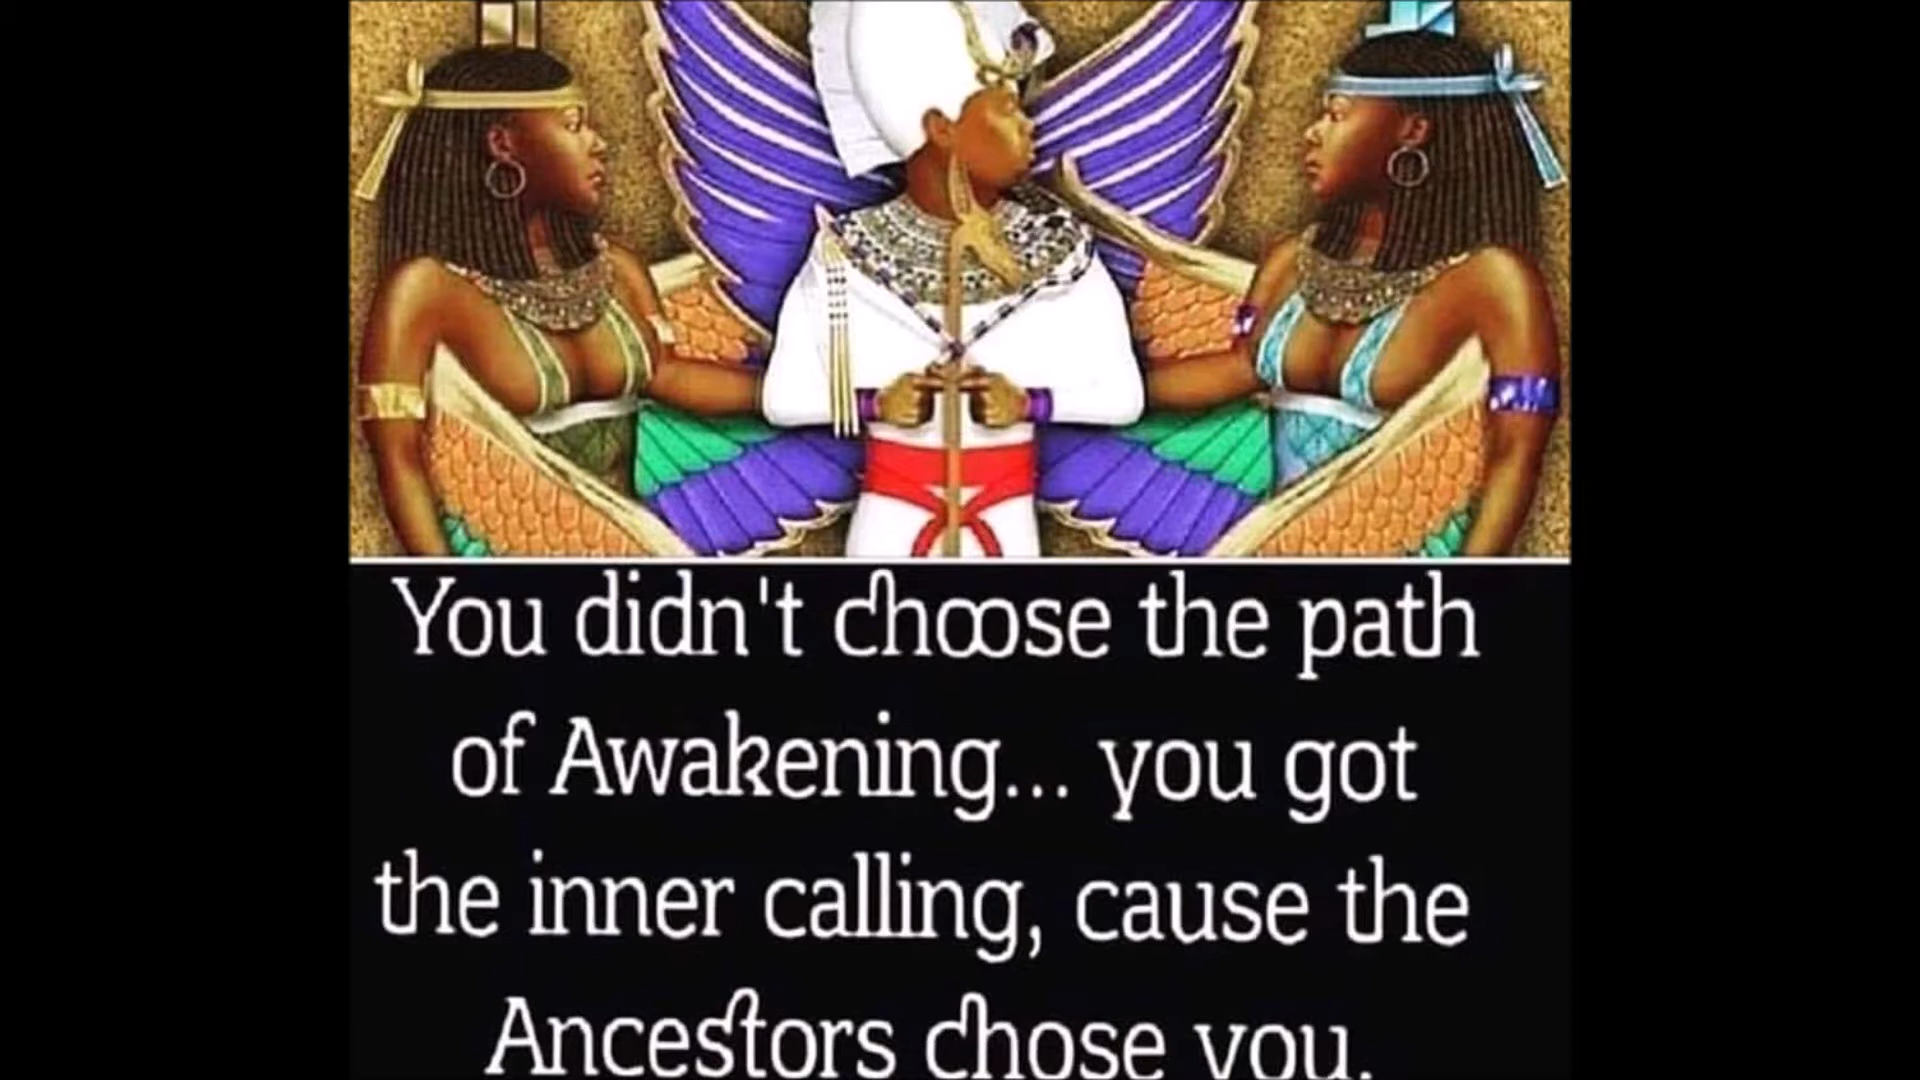 You didn't choose the path
of Awakening... you got
the inner calling, cause the
Ancestors chose you.